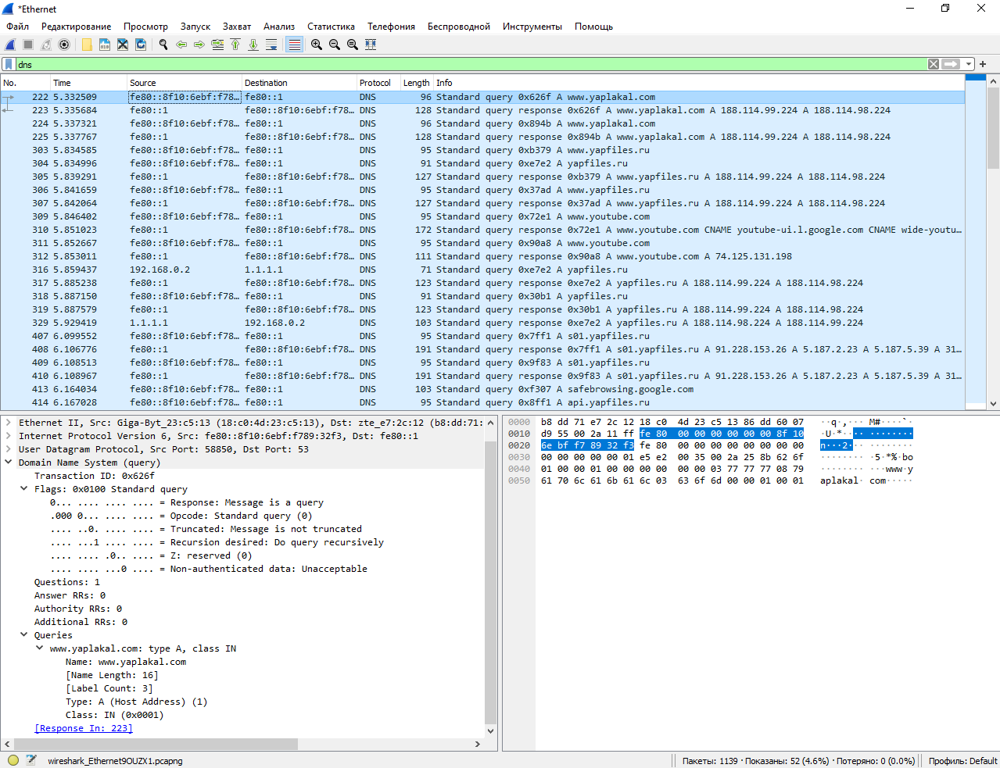 *Ethernet
Файл Редактирование Просмотр Запуск Захват Анализ Статистика Телефония Беспроводной Инструменты Помощь
dns
No. Time Source Destination Protocol Length Info
222 5.332509 fe80::8f10:6ebf:f78… fe80::1 DNS 96 Standard query 0x626f A www.yaplakal.com
223 5.335684 fe80::1 fe80::8f10:6ebf:f78… DNS 128 Standard query response 0x626f A www.yaplakal.com A 188.114.99.224 A 188.114.98.224
224 5.337321 fe80::8f10:6ebf:f78… fe80::1 DNS 96 Standard query 0x894b A www.yaplakal.com
225 5.337767 fe80::1 fe80::8f10:6ebf:f78… DNS 128 Standard query response 0x894b A www.yaplakal.com A 188.114.99.224 A 188.114.98.224
303 5.834585 fe80::8f10:6ebf:f78… fe80::1 DNS 95 Standard query 0xb379 A www.yapfiles.ru
304 5.834996 fe80::8f10:6ebf:f78… fe80::1 DNS 91 Standard query 0xe7e2 A yapfiles.ru
305 5.839291 fe80::1 fe80::8f10:6ebf:f78… DNS 127 Standard query response 0xb379 A www.yapfiles.ru A 188.114.99.224 A 188.114.98.224
306 5.841659 fe80::8f10:6ebf:f78… fe80::1 DNS 95 Standard query 0x37ad A www.yapfiles.ru
307 5.842064 fe80::1 fe80::8f10:6ebf:f78… DNS 127 Standard query response 0x37ad A www.yapfiles.ru A 188.114.99.224 A 188.114.98.224
309 5.846402 fe80::8f10:6ebf:f78… fe80::1 DNS 95 Standard query 0x72e1 A www.youtube.com
310 5.851023 fe80::1 fe80::8f10:6ebf:f78… DNS 172 Standard query response 0x72e1 A www.youtube.com CNAME youtube-ui.l.google.com CNAME wide-youtu…
311 5.852667 fe80::8f10:6ebf:f78… fe80::1 DNS 95 Standard query 0x90a8 A www.youtube.com
312 5.853011 fe80::1 fe80::8f10:6ebf:f78… DNS 111 Standard query response 0x90a8 A www.youtube.com A 74.125.131.198
316 5.859437 192.168.0.2 1.1.1.1 DNS 71 Standard query 0xe7e2 A yapfiles.ru
317 5.885238 fe80::1 fe80::8f10:6ebf:f78… DNS 123 Standard query response 0xe7e2 A yapfiles.ru A 188.114.99.224 A 188.114.98.224
318 5.887150 fe80::8f10:6ebf:f78… fe80::1 DNS 91 Standard query 0x30b1 A yapfiles.ru
319 5.887579 fe80::1 fe80::8f10:6ebf:f78… DNS 123 Standard query response 0x30b1 A yapfiles.ru A 188.114.99.224 A 188.114.98.224
329 5.929419 1.1.1.1 192.168.0.2 DNS 103 Standard query response 0xe7e2 A yapfiles.ru A 188.114.98.224 A 188.114.99.224
407 6.099552 fe80::8f10:6ebf:f78… fe80::1 DNS 95 Standard query 0x7ff1 A s01.yapfiles.ru
408 6.106776 fe80::1 fe80::8f10:6ebf:f78… DNS 191 Standard query response 0x7ff1 A s01.yapfiles.ru A 91.228.153.26 A 5.187.2.23 A 5.187.5.39 A 31…
409 6.108513 fe80::8f10:6ebf:f78… fe80::1 DNS 95 Standard query 0x9f83 A s01.yapfiles.ru
410 6.108967 fe80::1 fe80::8f10:6ebf:f78… DNS 191 Standard query response 0x9f83 A s01.yapfiles.ru A 91.228.153.26 A 5.187.2.23 A 5.187.5.39 A 31…
413 6.164034 fe80::8f10:6ebf:f78… fe80::1 DNS 103 Standard query 0xf307 A safebrowsing.google.com
414 6.167028 fe80::8f10:6ebf:f78… fe80::1 DNS 95 Standard query 0x8ff1 A api.yapfiles.ru
Ethernet II, Src: Giga-Byt_23:c5:13 (18:c0:4d:23:c5:13), Dst: zte_e7:2c:12 (b8:dd:71:
Internet Protocol Version 6, Src: fe80::8f10:6ebf:f789:32f3, Dst: fe80::1
User Datagram Protocol, Src Port: 58850, Dst Port: 53
Domain Name System (query)
Transaction ID: 0x626f
Flags: 0x0100 Standard query
0... .... .... .... = Response: Message is a query
.000 0... .... .... = Opcode: Standard query (0)
.... ..0. .... .... = Truncated: Message is not truncated
.... ...1 .... .... = Recursion desired: Do query recursively
.... .... .0.. .... = Z: reserved (0)
.... .... ...0 .... = Non-authenticated data: Unacceptable
Questions: 1
Answer RRs: 0
Authority RRs: 0
Additional RRs: 0
Queries
www.yaplakal.com: type A, class IN
Name: www.yaplakal.com
[Name Length: 16]
[Label Count: 3]
Type: A (Host Address) (1)
Class: IN (0x0001)
[Response In: 223]
0000 b8 dd 71 e7 2c 12 18 c0 4d 23 c5 13 86 dd 60 07 ··q·,··· M#····`·
0010 d9 55 00 2a 11 ff fe 80 00 00 00 00 00 00 8f 10 ·U·*···· ········
0020 6e bf f7 89 32 f3 fe 80 00 00 00 00 00 00 00 00 n···2··· ········
0030 00 00 00 00 00 01 e5 e2 00 35 00 2a 25 8b 62 6f ········ ·5·*%·bo
0040 01 00 00 01 00 00 00 00 00 00 03 77 77 77 08 79 ········ ···www·y
0050 61 70 6c 61 6b 61 6c 03 63 6f 6d 00 00 01 00 01 aplakal· com·····
wireshark_Ethernet9OUZX1.pcapng
Пакеты: 1139 · Показаны: 52 (4.6%) · Потеряно: 0 (0.0%)
Профиль: Default